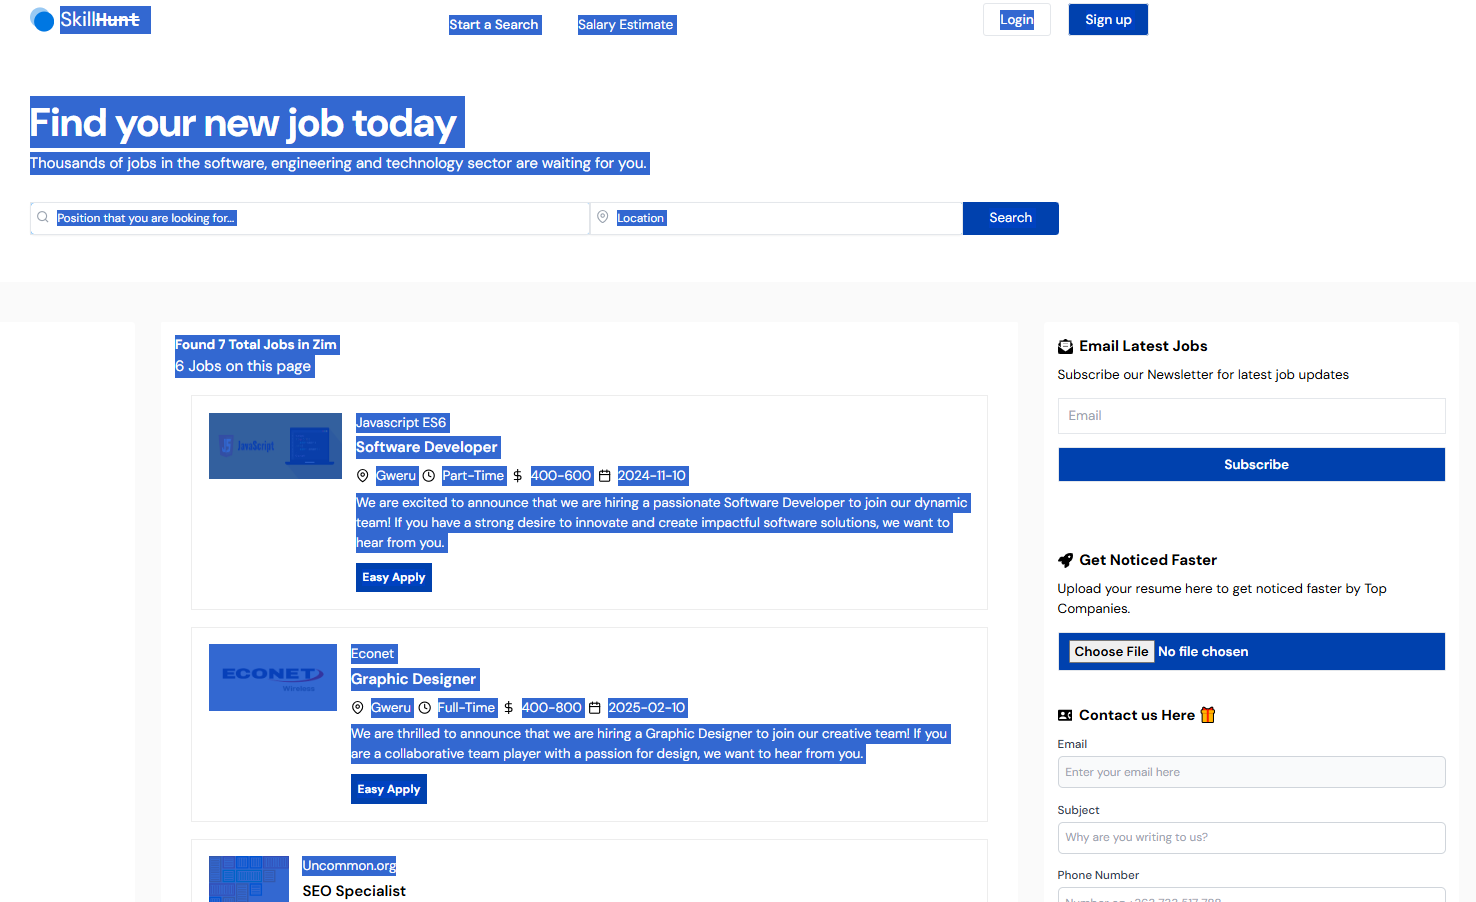 SkillHunt
Start a Search
Salary Estimate
Login
Sign up
Find your new job today
Thousands of jobs in the software, engineering and technology sector are waiting for you.
Position that you are looking for...
Location
Search
Found 7 Total Jobs in Zim
6 Jobs on this page
JavaScript
Javascript ES6
Software Developer
Gweru Part-Time $ 400-600 2024-11-10
We are excited to announce that we are hiring a passionate Software Developer to join our dynamic
team! If you have a strong desire to innovate and create impactful software solutions, we want to
hear from you.
Easy Apply
ECONET
Wireless
Econet
Graphic Designer
Gweru Full-Time $ 400-800 2025-02-10
We are thrilled to announce that we are hiring a Graphic Designer to join our creative team! If you
are a collaborative team player with a passion for design, we want to hear from you.
Easy Apply
Uncommon.org
SEO Specialist
Email Latest Jobs
Subscribe our Newsletter for latest job updates
Email
Subscribe
Get Noticed Faster
Upload your resume here to get noticed faster by Top
Companies.
Choose File No file chosen
Contact us Here 🎁
Email
Enter your email here
Subject
Why are you writing to us?
Phone Number